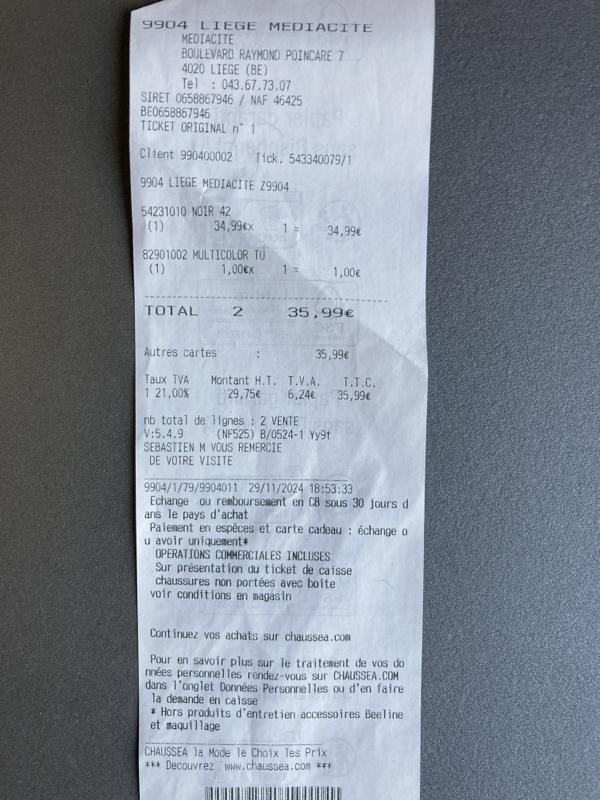 9904 LIEGE MEDIACITE
MEDIACITE
BOULEVARD RAYMOND POINCARE 7
4020 LIEGE (BE)
Tel : 043.67.73.07
SIRET 0658867946 / NAF 46425
BE0658867946
TICKET ORIGINAL n° 1
Client 990400002 Tick. 543340079/1
9904 LIEGE MEDIACITE Z9904
54231010 NOIR 42
(1) 34,99€x 1 = 34,99€
82901002 MULTICOLOR TU
(1) 1,00€x 1 = 1,00€
TOTAL 2 35,99€
Autres cartes : 35,99€
Taux TVA Montant H.T. T.V.A. T.T.C.
1 21,00% 29,75€ 6,24€ 35,99€
nb total de lignes : 2 VENTE
V:5.4.9 (NF525) B/0524-1 Yy9t
SEBASTIEN M VOUS REMERCIE
DE VOTRE VISITE
9904/1/79/9904011 29/11/2024 18:53:33
Echange ou remboursement en CB sous 30 jours d
ans le pays d'achat
Paiement en espèces et carte cadeau : échange o
u avoir uniquement*
OPERATIONS COMMERCIALES INCLUSES
Sur présentation du ticket de caisse
chaussures non portées avec boite
voir conditions en magasin
Continuez vos achats sur chaussea.com
Pour en savoir plus sur le traitement de vos do
nnées personnelles rendez-vous sur CHAUSSEA.COM
dans l'onglet Données Personnelles ou d'en faire
la demande en caisse
* Hors produits d'entretien accessoires Beeline
et maquillage
CHAUSSEA la Mode le Choix les Prix
*** Decouvrez www.chaussea.com ***